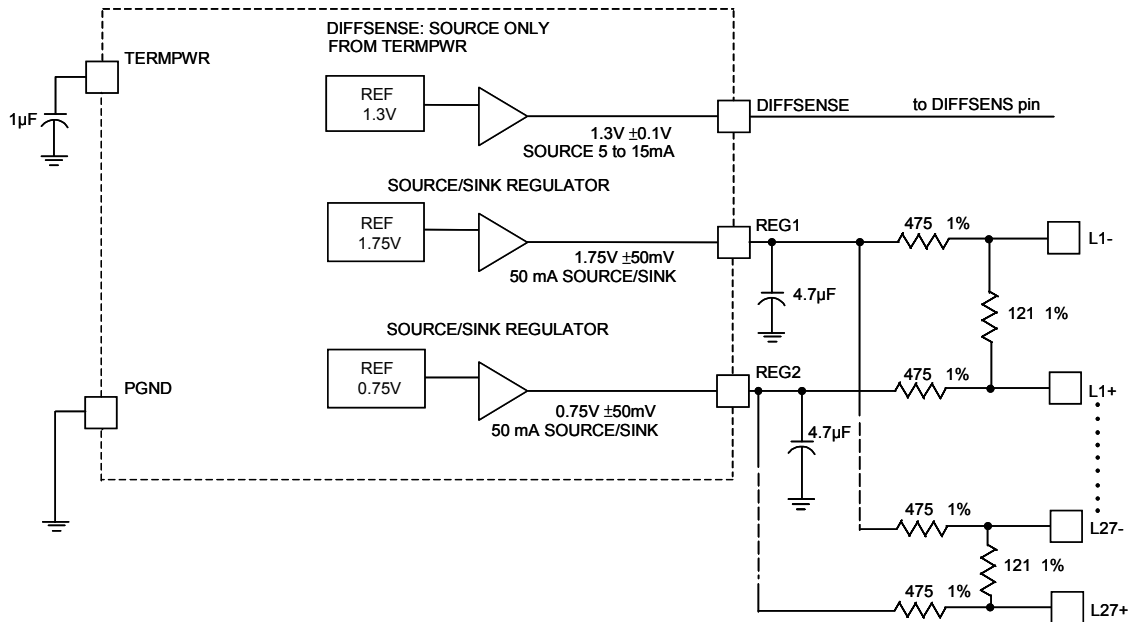 DIFFSENSE: SOURCE ONLY
FROM TERMPWR
TERMPWR
1µF
REF
1.3V
DIFFSENSE
to DIFFSENS pin
1.3V ±0.1V
SOURCE 5 to 15mA
SOURCE/SINK REGULATOR
REF
1.75V
REG1
475 1%
L1-
1.75V ±50mV
50 mA SOURCE/SINK
4.7µF
121 1%
SOURCE/SINK REGULATOR
REF
0.75V
PGND
REG2
475 1%
L1+
0.75V ±50mV
50 mA SOURCE/SINK
4.7µF
475 1%
L27-
121 1%
475 1%
L27+